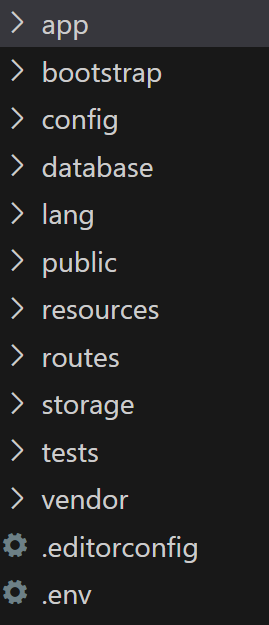 app
bootstrap
config
database
lang
public
resources
routes
storage
tests
vendor
.editorconfig
.env